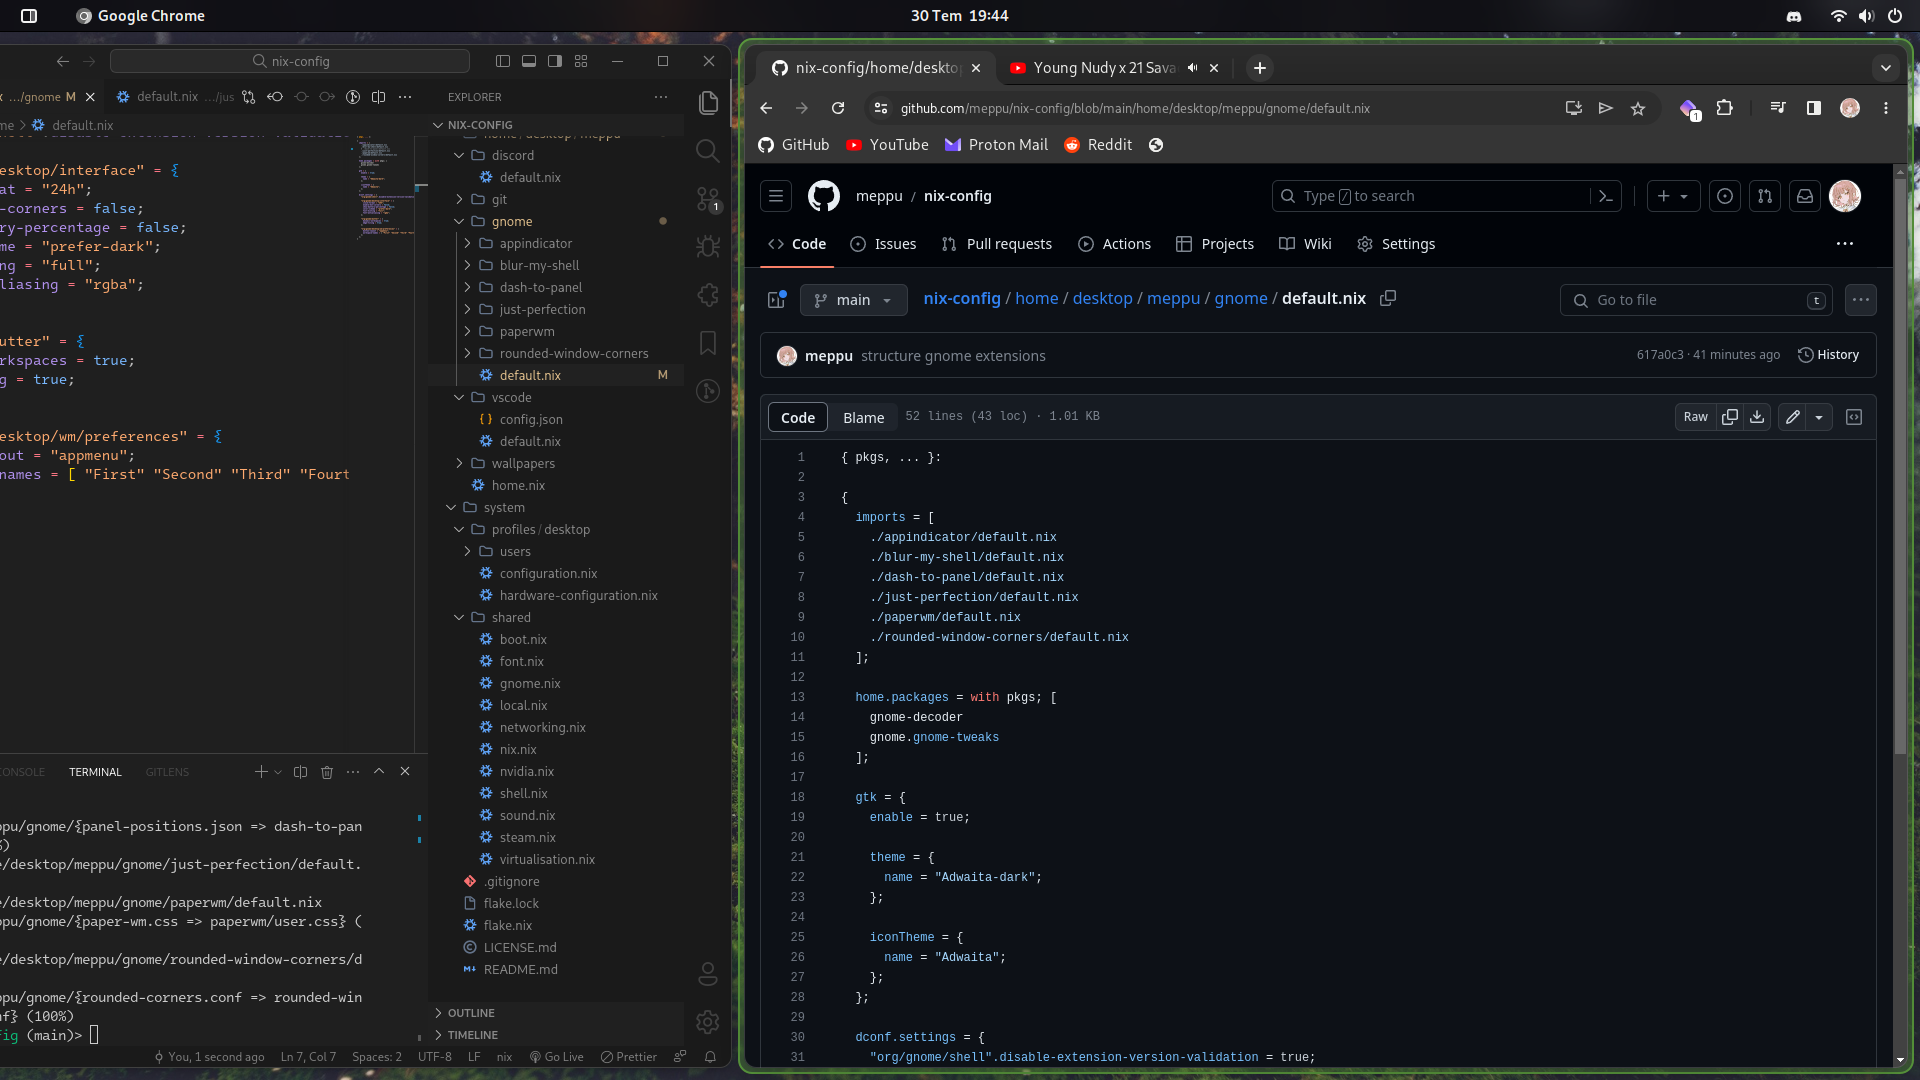 Google Chrome
30 Tem 19:44
nix-config
.../gnome M
default.nix .../jus
me > default.nix
esktop/interface" = {
at = "24h";
-corners = false;
ry-percentage = false;
me = "prefer-dark";
ng = "full";
liasing = "rgba";
utter" = {
rkspaces = true;
g = true;
esktop/wm/preferences" = {
out = "appmenu";
names = [ "First" "Second" "Third" "Fourt
CONSOLE
TERMINAL
GITLENS
opu/gnome/{panel-positions.json => dash-to-pan
%)
e/desktop/meppu/gnome/just-perfection/default.
e/desktop/meppu/gnome/paperwm/default.nix
opu/gnome/{paper-wm.css => paperwm/user.css} (
e/desktop/meppu/gnome/rounded-window-corners/d
opu/gnome/{rounded-corners.conf => rounded-win
nf} (100%)
fig (main)>
You, 1 second ago
Ln 7, Col 7
Spaces: 2
UTF-8
LF
nix
Go Live
Prettier
EXPLORER
NIX-CONFIG
home / desktop / meppu
discord
default.nix
git
gnome
appindicator
blur-my-shell
dash-to-panel
just-perfection
paperwm
rounded-window-corners
default.nix M
vscode
config.json
default.nix
wallpapers
home.nix
system
profiles / desktop
users
configuration.nix
hardware-configuration.nix
shared
boot.nix
font.nix
gnome.nix
local.nix
networking.nix
nix.nix
nvidia.nix
shell.nix
sound.nix
steam.nix
virtualisation.nix
.gitignore
flake.lock
flake.nix
LICENSE.md
README.md
OUTLINE
TIMELINE
1
nix-config/home/deskto
Young Nudy x 21 Sava
github.com/meppu/nix-config/blob/main/home/desktop/meppu/gnome/default.nix
1
GitHub
YouTube
Proton Mail
Reddit
meppu / nix-config
Type / to search
Code
Issues
Pull requests
Actions
Projects
Wiki
Settings
main
nix-config / home / desktop / meppu / gnome / default.nix
Go to file
t
meppu structure gnome extensions
617a0c3 · 41 minutes ago
History
Code
Blame
52 lines (43 loc) · 1.01 KB
Raw
1 { pkgs, ... }:
2
3 {
4 imports = [
5 ./appindicator/default.nix
6 ./blur-my-shell/default.nix
7 ./dash-to-panel/default.nix
8 ./just-perfection/default.nix
9 ./paperwm/default.nix
10 ./rounded-window-corners/default.nix
11 ];
12
13 home.packages = with pkgs; [
14 gnome-decoder
15 gnome.gnome-tweaks
16 ];
17
18 gtk = {
19 enable = true;
20
21 theme = {
22 name = "Adwaita-dark";
23 };
24
25 iconTheme = {
26 name = "Adwaita";
27 };
28 };
29
30 dconf.settings = {
31 "org/gnome/shell".disable-extension-version-validation = true;